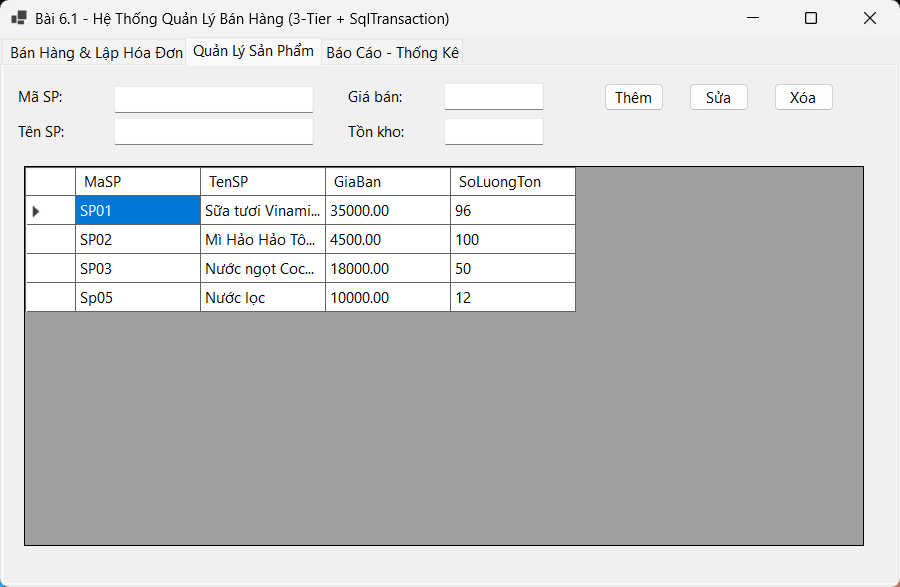 Bài 6.1 - Hệ Thống Quản Lý Bán Hàng (3-Tier + SqlTransaction)
Bán Hàng & Lập Hóa Đơn Quản Lý Sản Phẩm Báo Cáo - Thống Kê
Mã SP: Giá bán: Thêm Sửa Xóa
Tên SP: Tồn kho:
MaSP TenSP GiaBan SoLuongTon
SP01 Sữa tươi Vinami... 35000.00 96
SP02 Mì Hảo Hảo Tô... 4500.00 100
SP03 Nước ngọt Coc... 18000.00 50
Sp05 Nước lọc 10000.00 12